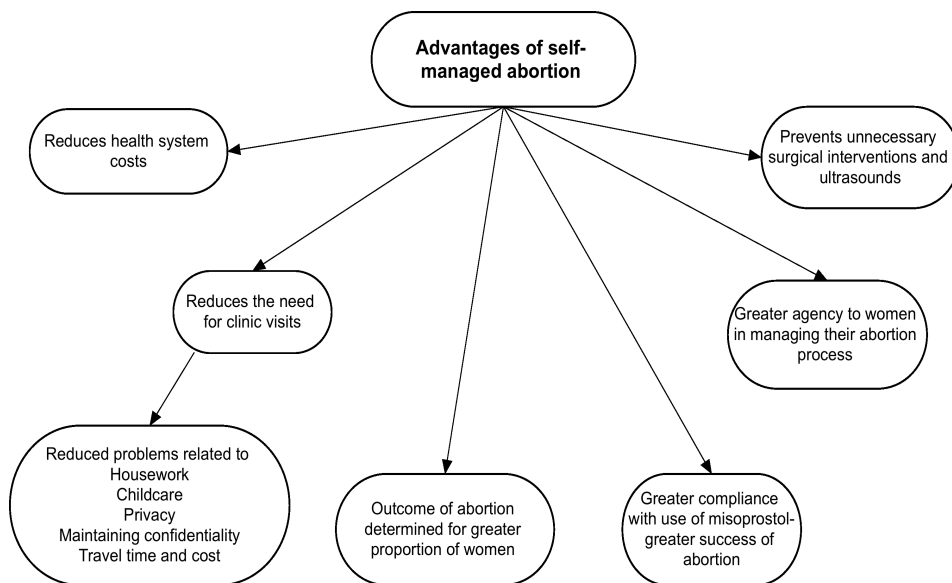 Advantages of self-
managed abortion
Reduces health system
costs
Prevents unnecessary
surgical interventions and
ultrasounds
Reduces the need
for clinic visits
Greater agency to women
in managing their abortion
process
Reduced problems related to
Housework
Childcare
Privacy
Maintaining confidentiality
Travel time and cost
Outcome of abortion
determined for greater
proportion of women
Greater compliance
with use of misoprostol-
greater success of
abortion